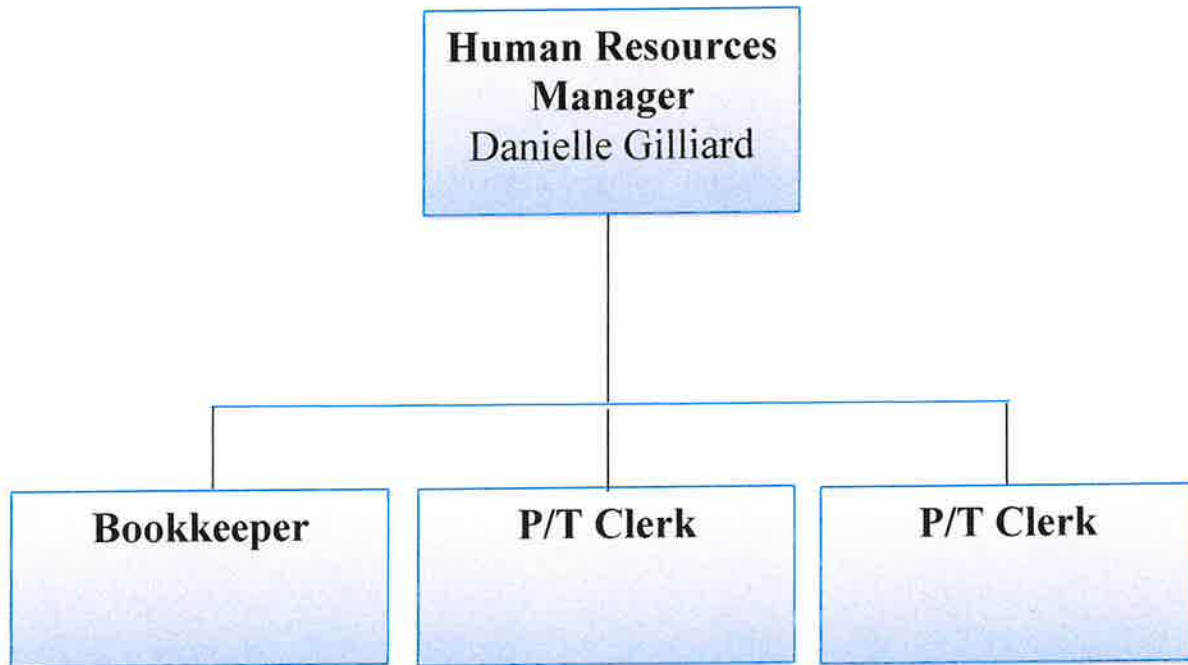 Human Resources
Manager
Danielle Gilliard
Bookkeeper
P/T Clerk
P/T Clerk